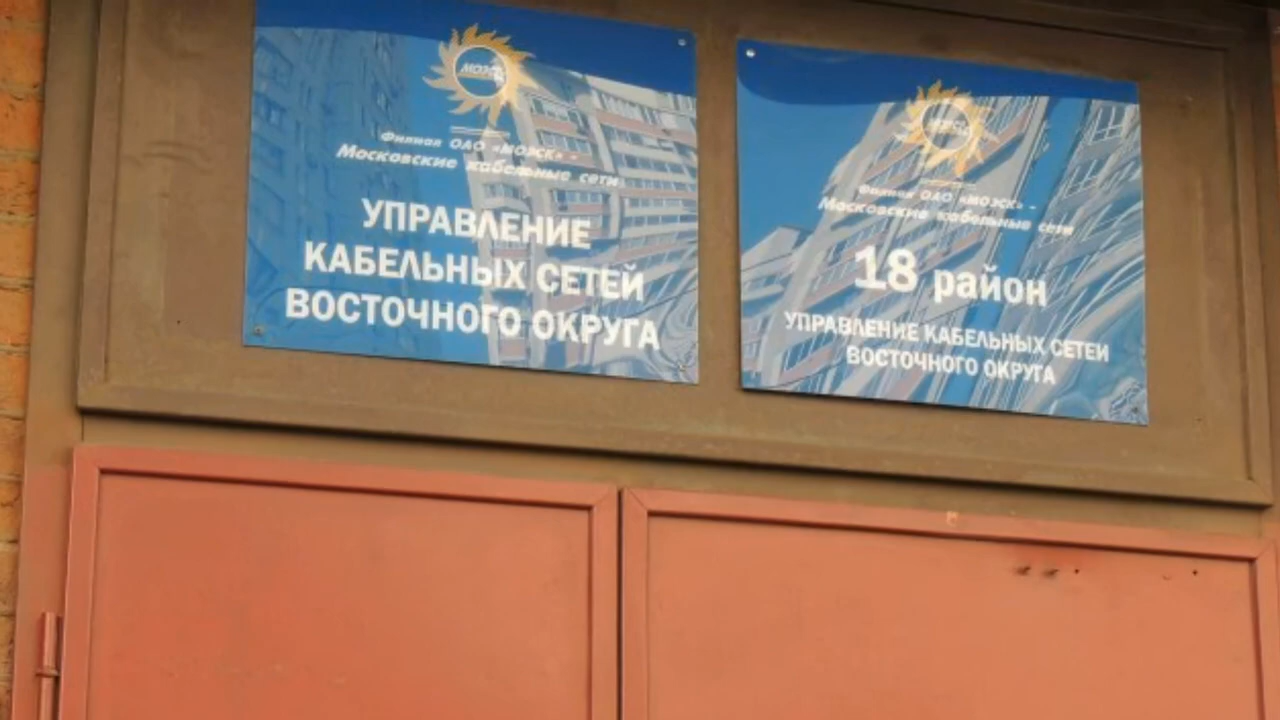 МОЭСК
Филиал ОАО «МОЭСК» -
Московские кабельные сети
УПРАВЛЕНИЕ
КАБЕЛЬНЫХ СЕТЕЙ
ВОСТОЧНОГО ОКРУГА
МОЭСК
Филиал ОАО «МОЭСК» -
Московские кабельные сети
18 район
УПРАВЛЕНИЕ КАБЕЛЬНЫХ СЕТЕЙ
ВОСТОЧНОГО ОКРУГА